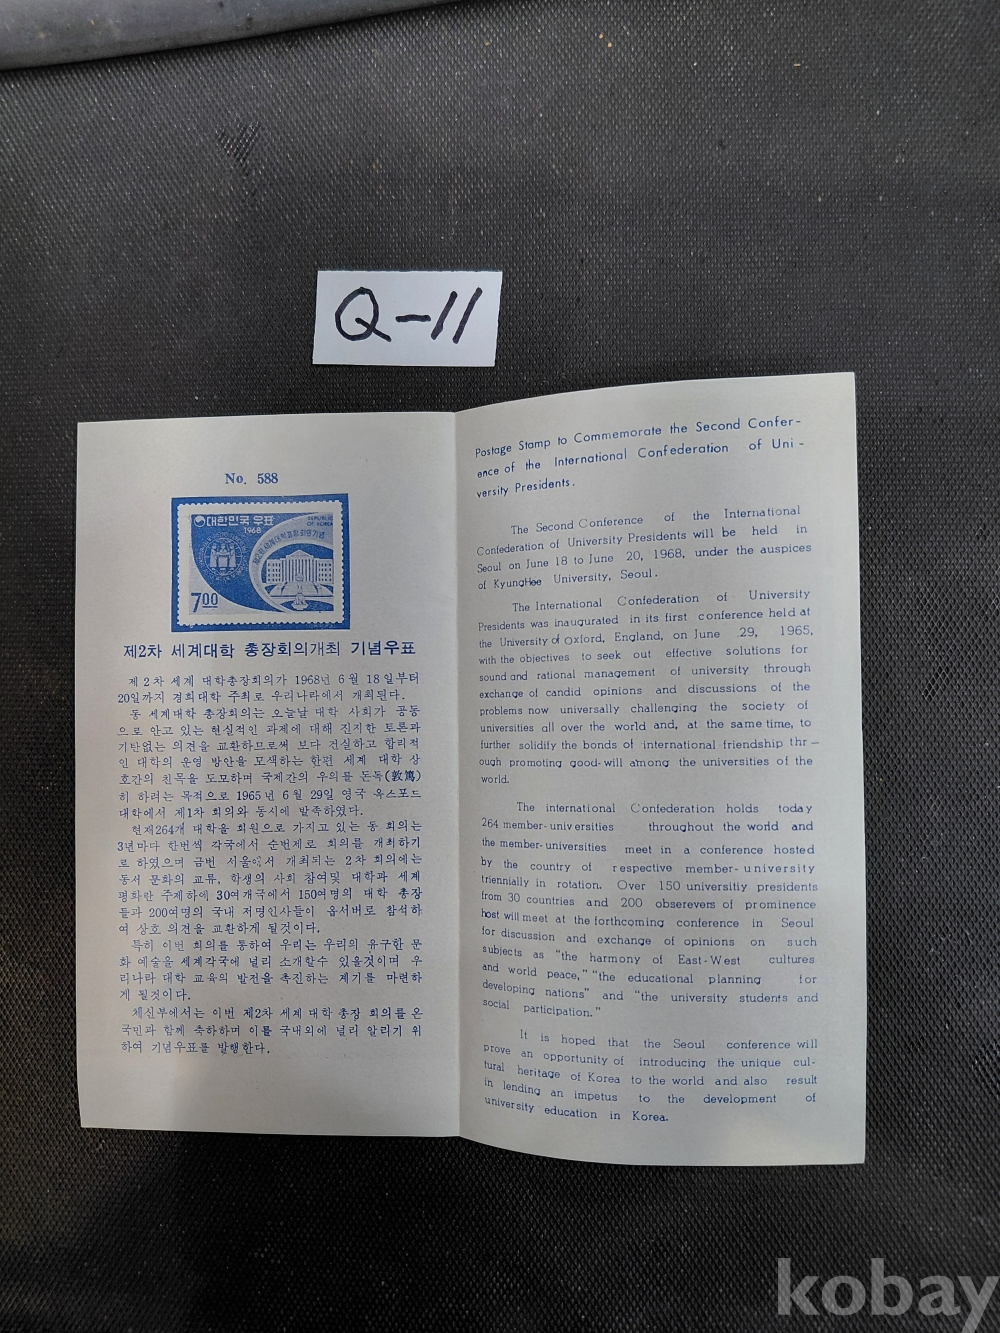 Q-11
No. 588
대한민국 우표
1968
REPUBLIC
OF KOREA
제2회 세계대학총장회의기념
7 00
제2차 세계대학 총장회의개최 기념우표
제 2 차 세계 대학총장회의가 1968년 6 월 18일부터
20일까지 경희대학 주최로 우리나라에서 개최된다.
동 세계대학 총장회의는 오늘날 대학 사회가 공동
으로 안고 있는 현실적인 과제에 대해 진지한 토론과
기탄없는 의견을 교환하므로써 보다 건실하고 합리적
인 대학의 운영 방안을 모색하는 한편 세계 대학 상
호간의 친목을 도모하며 국제간의 우의를 돈독(敦篤)
히 하려는 목적으로 1965년 6 월 29일 영국 옥스포드
대학에서 제1차 회의와 동시에 발족하였다.
현재264개 대학을 회원으로 가지고 있는 동 회의는
3년마다 한번씩 각국에서 순번제로 회의를 개최하기
로 하였으며 금번 서울에서 개최되는 2 차 회의에는
동서 문화의 교류, 학생의 사회 참여및 대학과 세계
평화란 주제하에 30여개국에서 150여명의 대학 총장
들과 200여명의 국내 저명인사들이 옵서버로 참석하
여 상호 의견을 교환하게 될것이다.
특히 이번 회의를 통하여 우리는 우리의 유구한 문
화 예술을 세계각국에 널리 소개할수 있을것이며 우
리나라 대학 교육의 발전을 촉진하는 계기를 마련하
게 될것이다.
체신부에서는 이번 제2차 세계 대학 총장 회의를 온
국민과 함께 축하하며 이를 국내외에 널리 알리기 위
하여 기념우표를 발행한다.
Postage Stamp to Commemorate the Second Confer-
ence of the International Confederation of Uni-
versity Presidents.
The Second Conference of the International
Confederation of University Presidents will be held in
Seoul on June 18 to June 20, 1968, under the auspices
of KyungHee University, Seoul.
The International Confederation of University
Presidents was inaugurated in its first conference held at
the University of Oxford, England, on June 29, 1965,
with the objectives to seek out effective solutions for
sound and rational management of university through
exchange of candid opinions and discussions of the
problems now universally challenging the society of
universities all over the world and, at the same time, to
further solidify the bonds of international friendship thr-
ough promoting good-will among the universities of the
world.
The international Confederation holds today
264 member-universities throughout the world and
the member-universities meet in a conference hosted
by the country of respective member-university
triennially in rotation. Over 150 universitiy presidents
from 30 countries and 200 obserevers of prominence
host will meet at the forthcoming conference in Seoul
for discussion and exchange of opinions on such
subjects as "the harmony of East-West cultures
and world peace," "the educational planning for
developing nations" and "the university students and
social participation."
It is hoped that the Seoul conference will
prove an opportunity of introducing the unique cul-
tural heritage of Korea to the world and also result
in lending an impetus to the development of
university education in Korea.
kobay